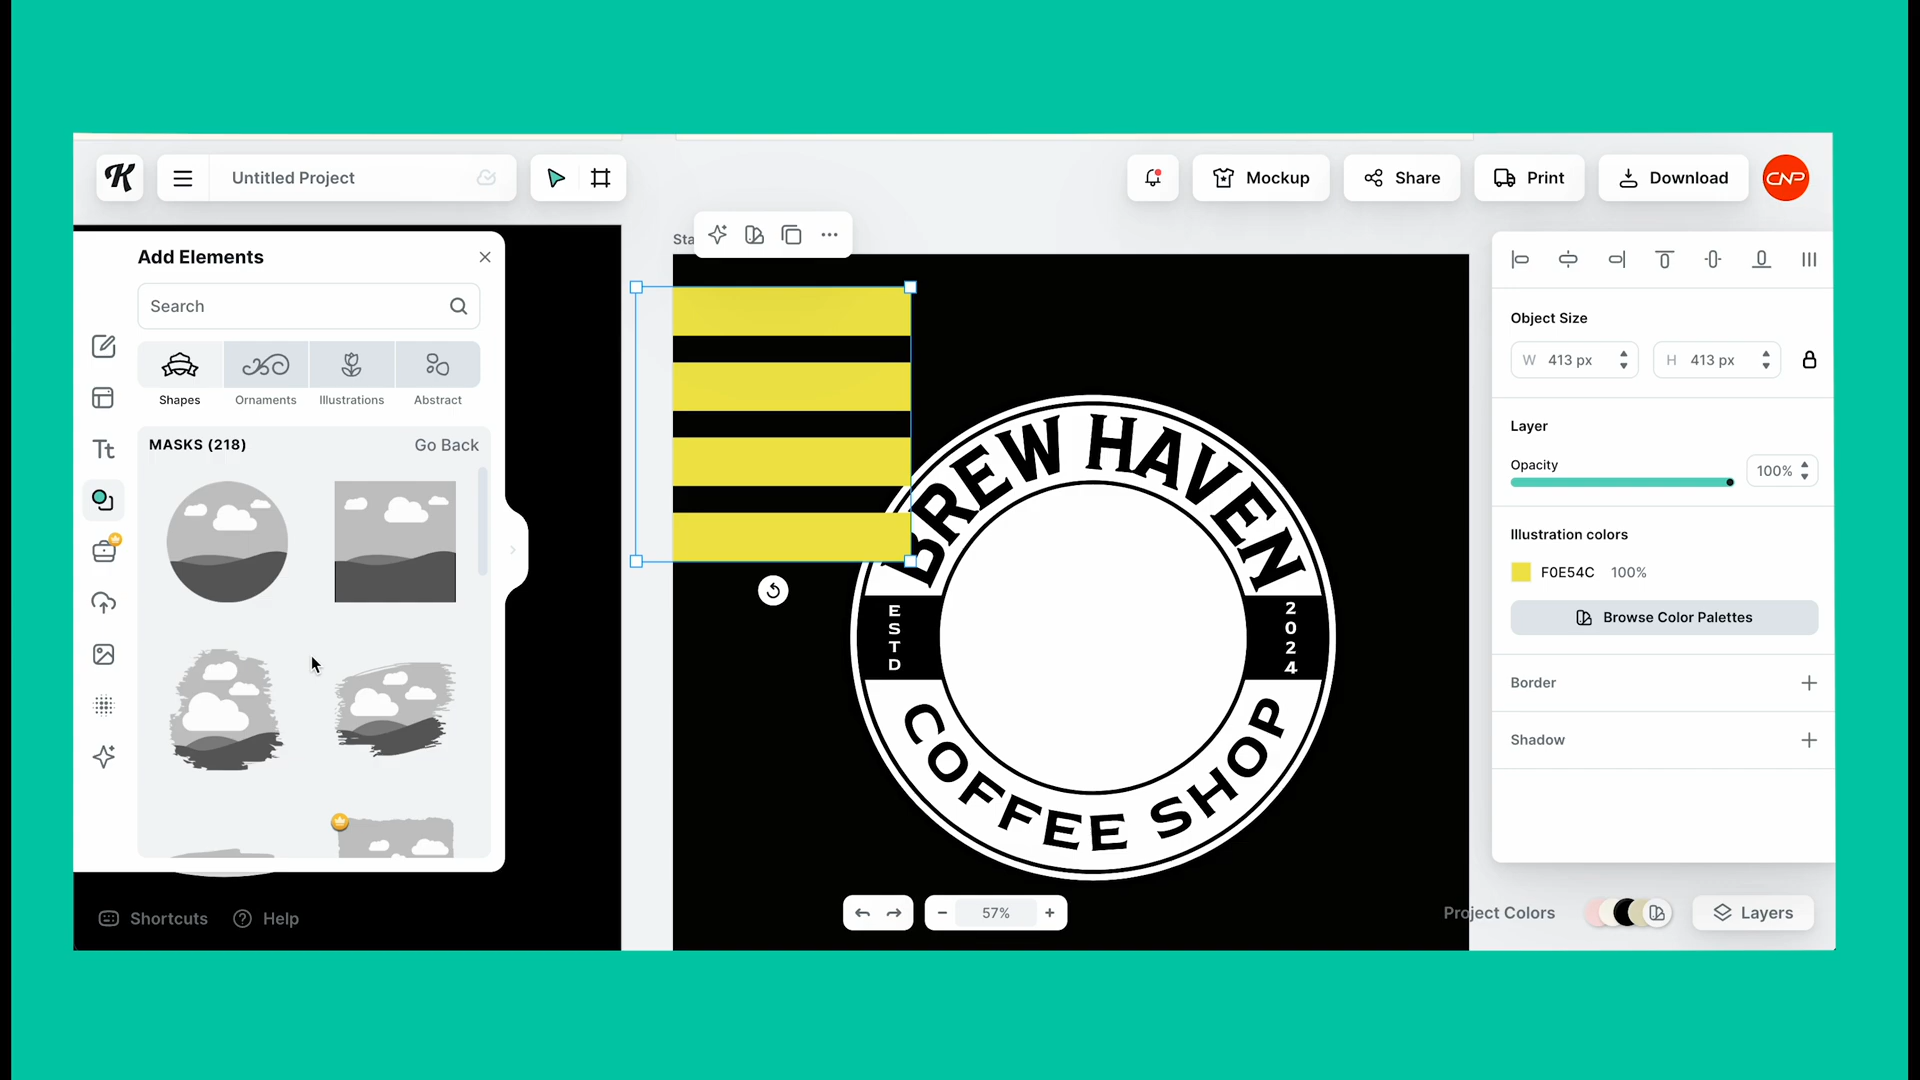 K
Untitled Project
Mockup
Share
Print
Download
CNP
Sta
Add Elements
Search
Shapes
Ornaments
Illustrations
Abstract
MASKS (218)
Go Back
Tt
Shortcuts
Help
BREW HAVEN
ESTD
2024
COFFEE SHOP
57%
Object Size
W 413 px
H 413 px
Layer
Opacity
100%
Illustration colors
F0E54C 100%
Browse Color Palettes
Border
Shadow
Project Colors
Layers